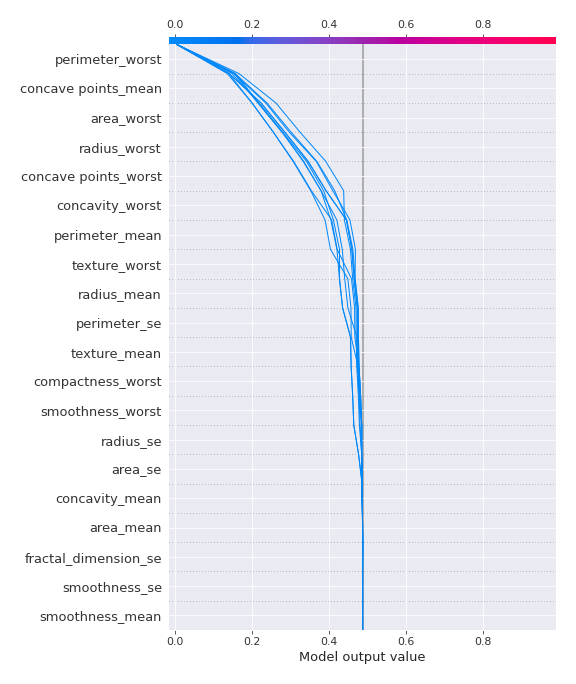 0.0 0.2 0.4 0.6 0.8
perimeter_worst
concave points_mean
area_worst
radius_worst
concave points_worst
concavity_worst
perimeter_mean
texture_worst
radius_mean
perimeter_se
texture_mean
compactness_worst
smoothness_worst
radius_se
area_se
concavity_mean
area_mean
fractal_dimension_se
smoothness_se
smoothness_mean
0.0 0.2 0.4 0.6 0.8
Model output value